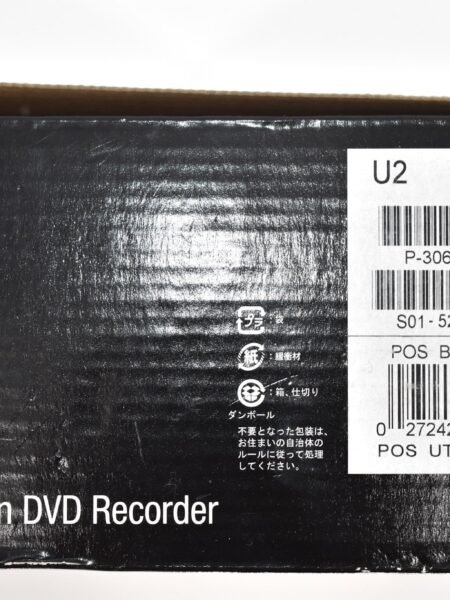 U2
P-306
S01-52
POS B
0 27242
POS UT
プラ : 袋
紙 : 緩衝材
: 箱、仕切り
ダンボール
不要となった包装は、
お住まいの自治体の
ルールに従って処理
してください。
DVD Recorder